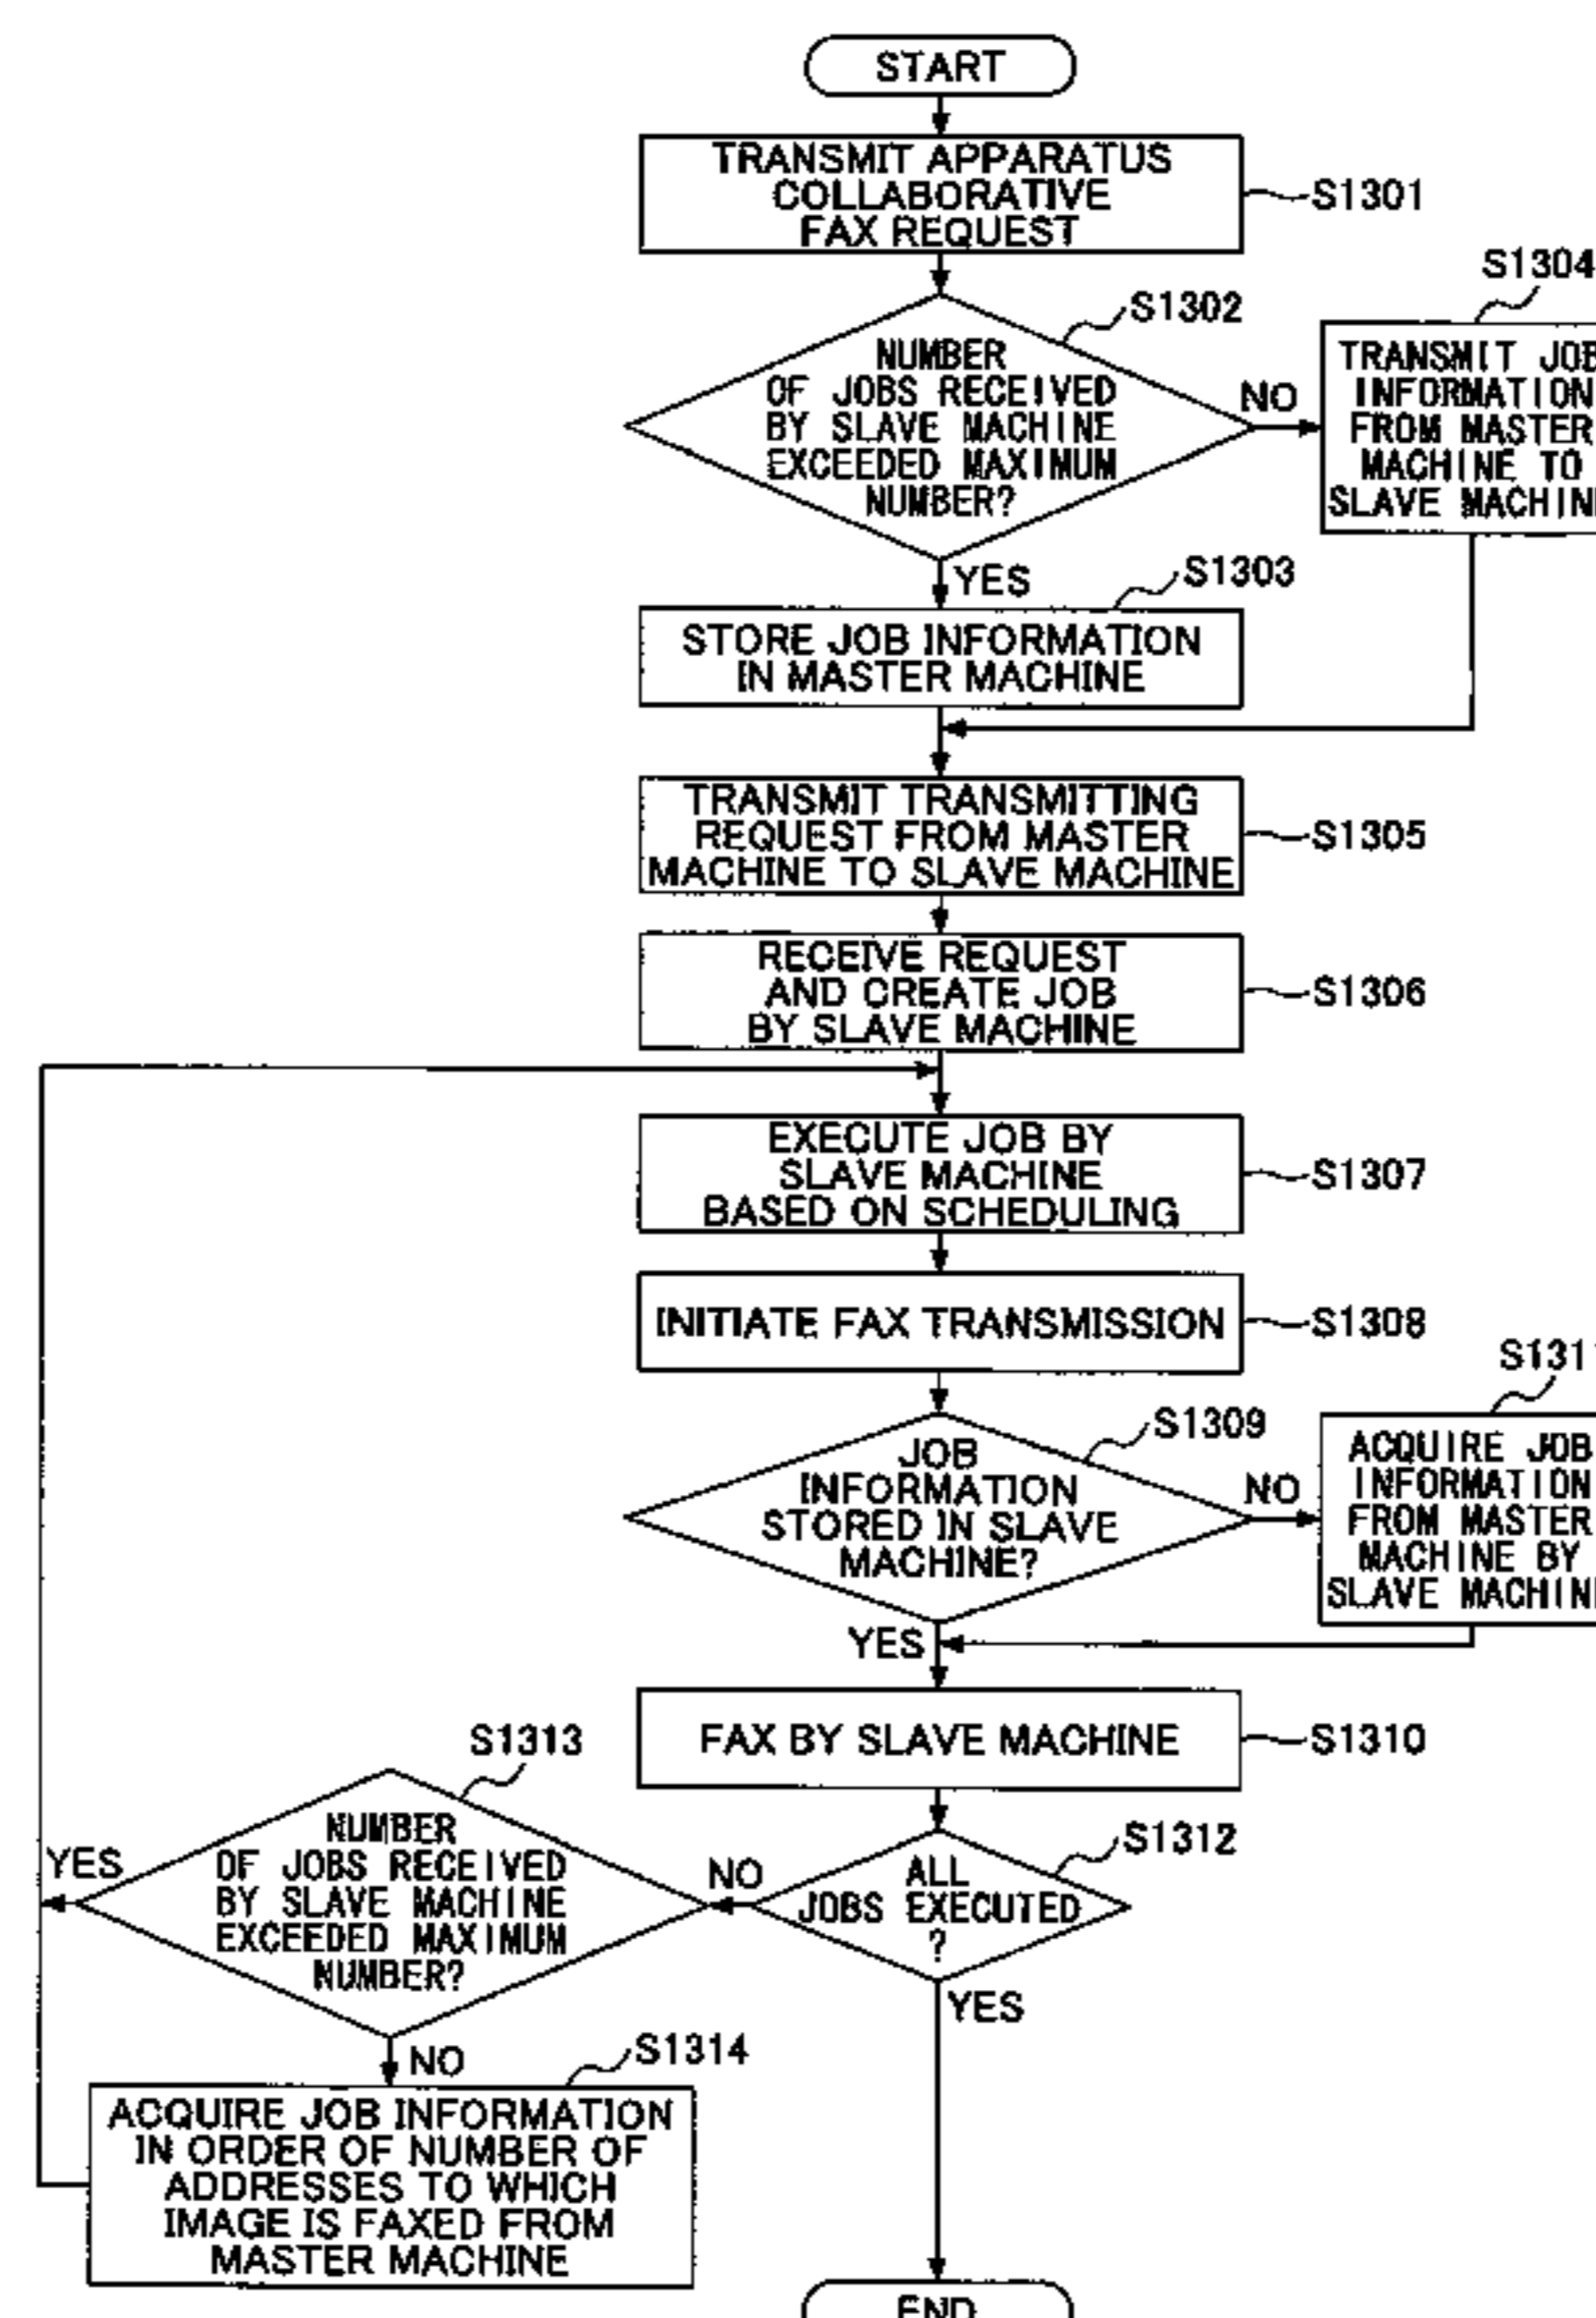 START
TRANSMIT APPARATUS
COLLABORATIVE
FAX REQUEST
S1301
S1302
NUMBER
OF JOBS RECEIVED
BY SLAVE MACHINE
EXCEEDED MAXIMUM
NUMBER?
NO
S1304
TRANSMIT JOB
INFORMATION
FROM MASTER
MACHINE TO
SLAVE
YES
S1303
STORE JOB INFORMATION
IN MASTER MACHINE
TRANSMIT TRANSMITTING
REQUEST FROM MASTER
MACHINE TO SLAVE MACHINE
S1305
RECEIVE REQUEST
AND CREATE JOB
BY SLAVE MACHINE
S1306
EXECUTE JOB BY
SLAVE MACHINE
BASED ON SCHEDULING
S1307
INITIATE FAX TRANSMISSION
S1308
S1309
JOB
INFORMATION
STORED IN SLAVE
MACHINE?
NO
ACQUIRE JOB
INFORMATION
FROM MASTER
MACHINE BY
SLAVE
YES
FAX BY SLAVE MACHINE
S1310
S1312
ALL
JOBS EXECUTED
?
NO
YES
S1313
NUMBER
OF JOBS RECEIVED
BY SLAVE MACHINE
EXCEEDED MAXIMUM
NUMBER?
YES
NO
S1314
ACQUIRE JOB INFORMATION
IN ORDER OF NUMBER OF
ADDRESSES TO WHICH
IMAGE IS FAXED FROM
MASTER MACHINE
END